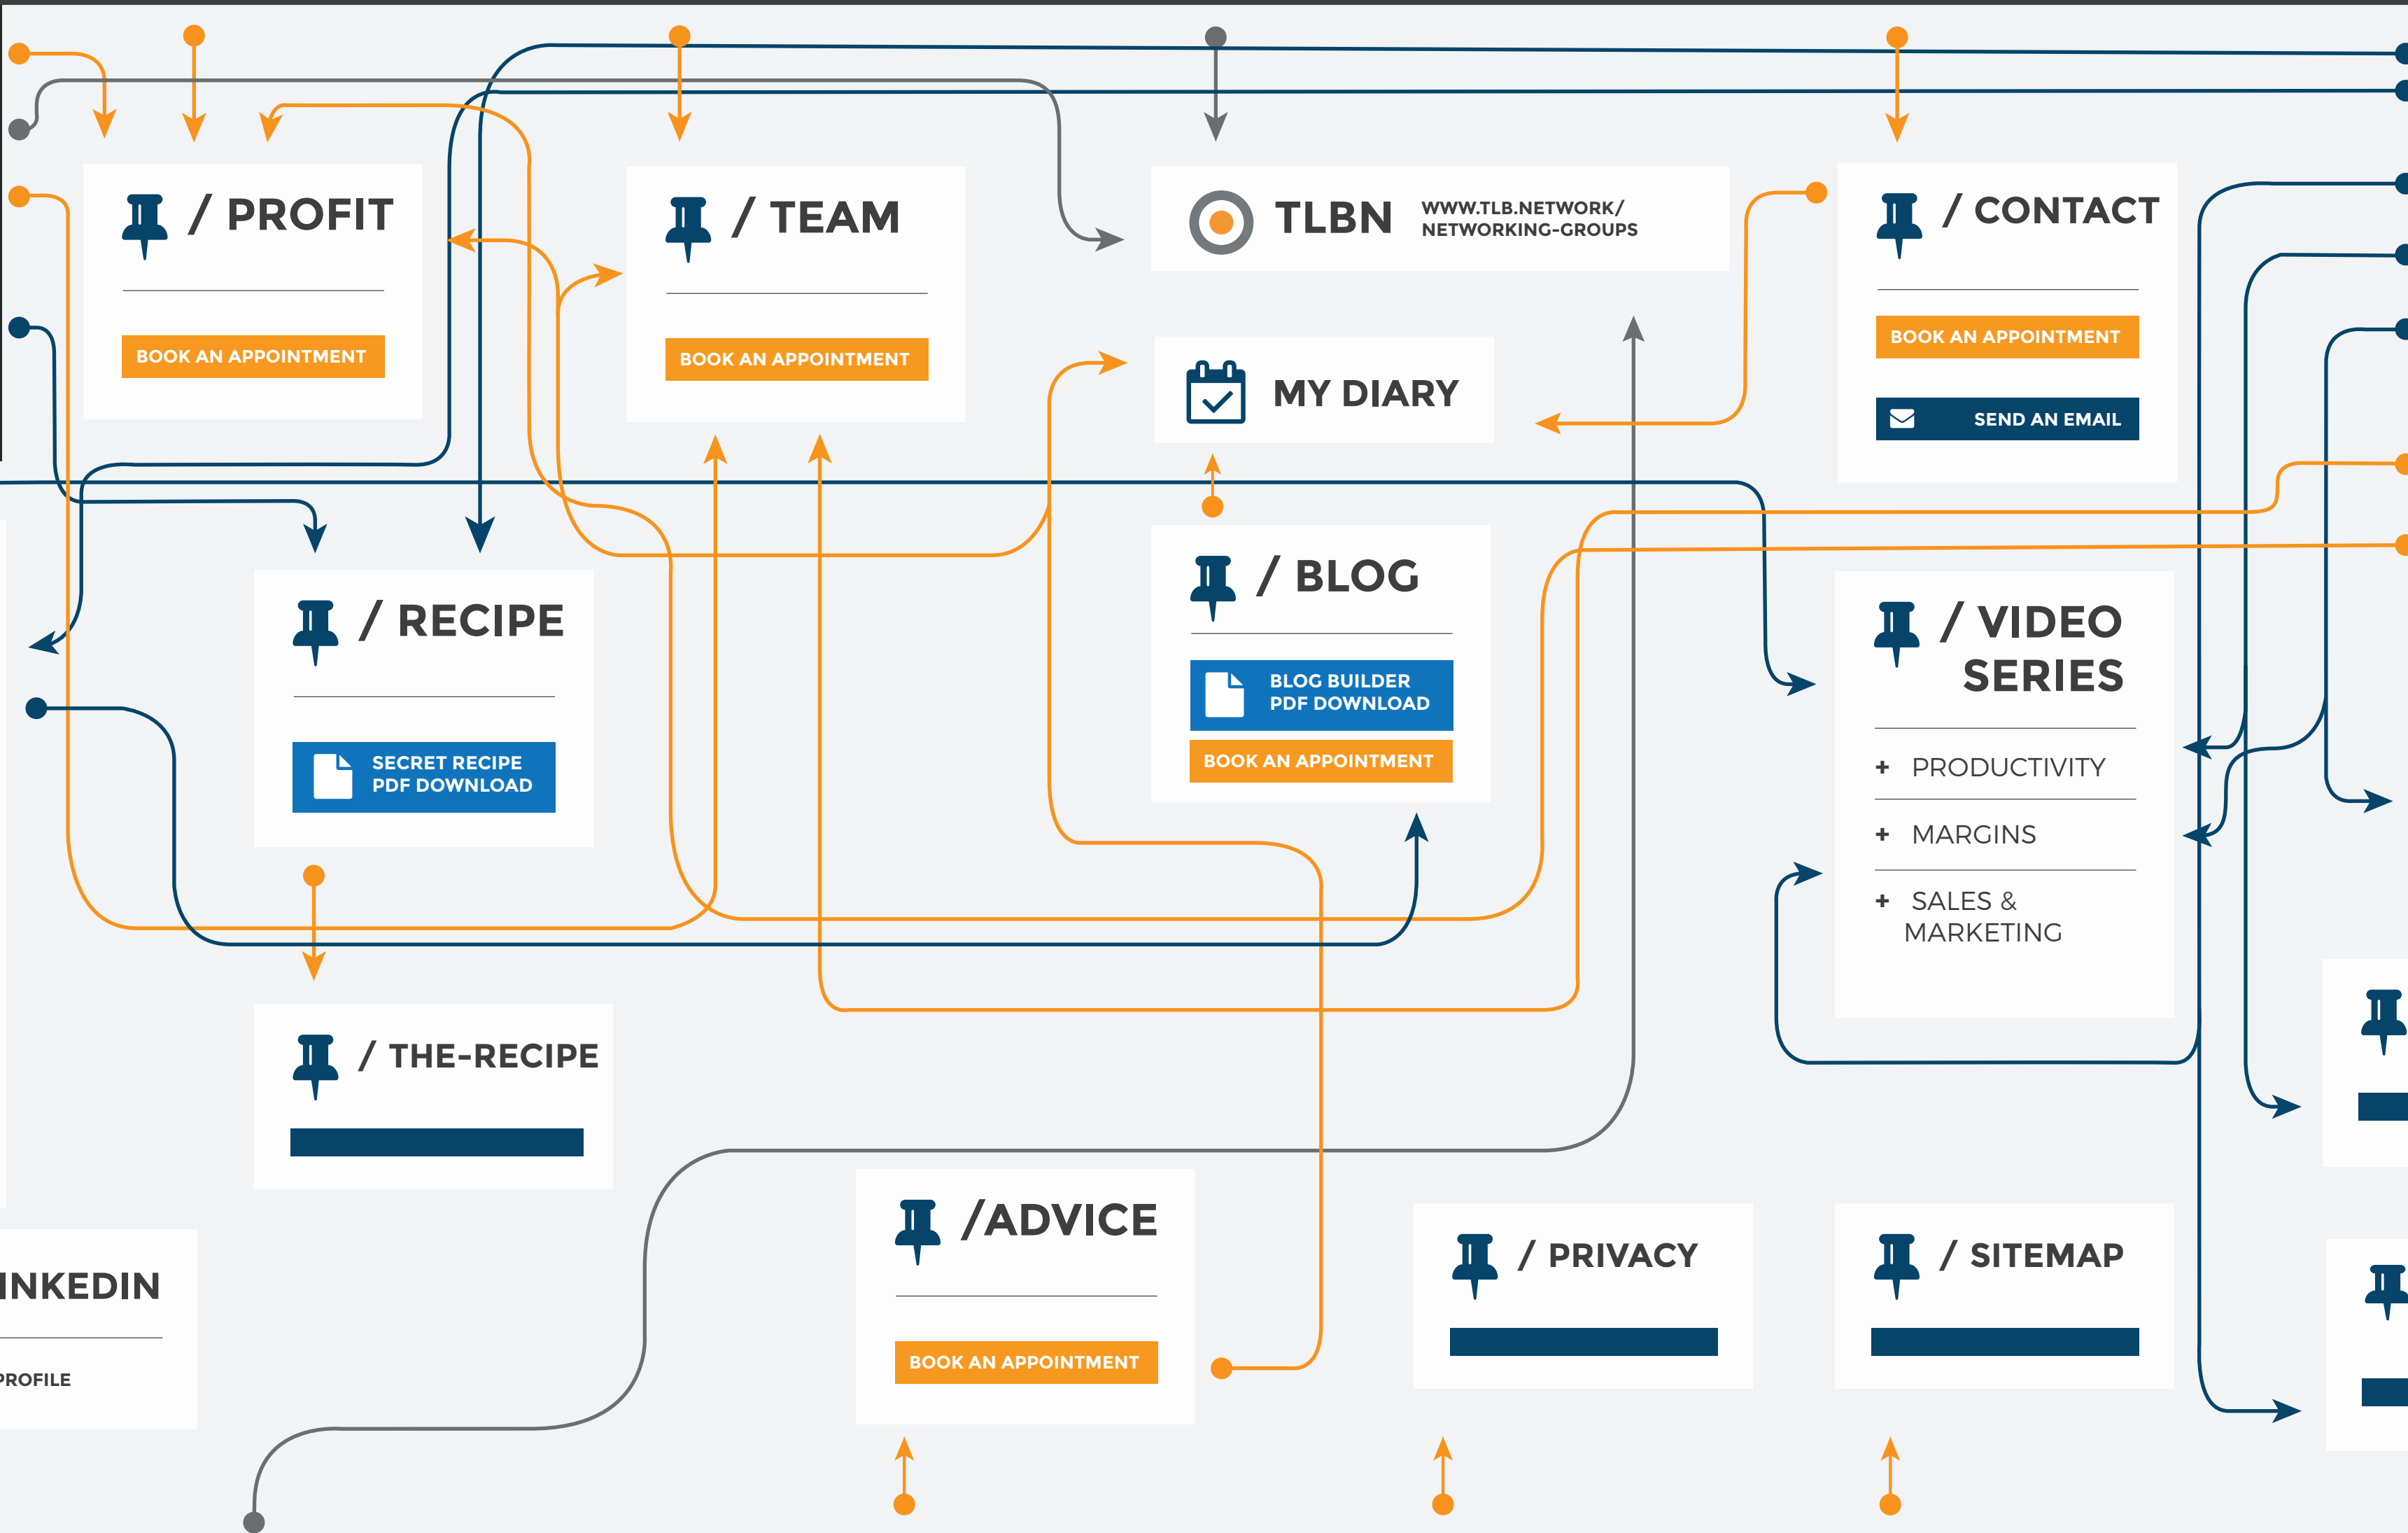 / PROFIT
BOOK AN APPOINTMENT
/ TEAM
BOOK AN APPOINTMENT
TLBN
WWW.TLB.NETWORK/
NETWORKING-GROUPS
/ CONTACT
BOOK AN APPOINTMENT
SEND AN EMAIL
MY DIARY
/ RECIPE
SECRET RECIPE
PDF DOWNLOAD
/ BLOG
BLOG BUILDER
PDF DOWNLOAD
BOOK AN APPOINTMENT
/ VIDEO
SERIES
+ PRODUCTIVITY
+ MARGINS
+ SALES &
MARKETING
/ THE-RECIPE
INKEDIN
PROFILE
/ADVICE
BOOK AN APPOINTMENT
/ PRIVACY
/ SITEMAP